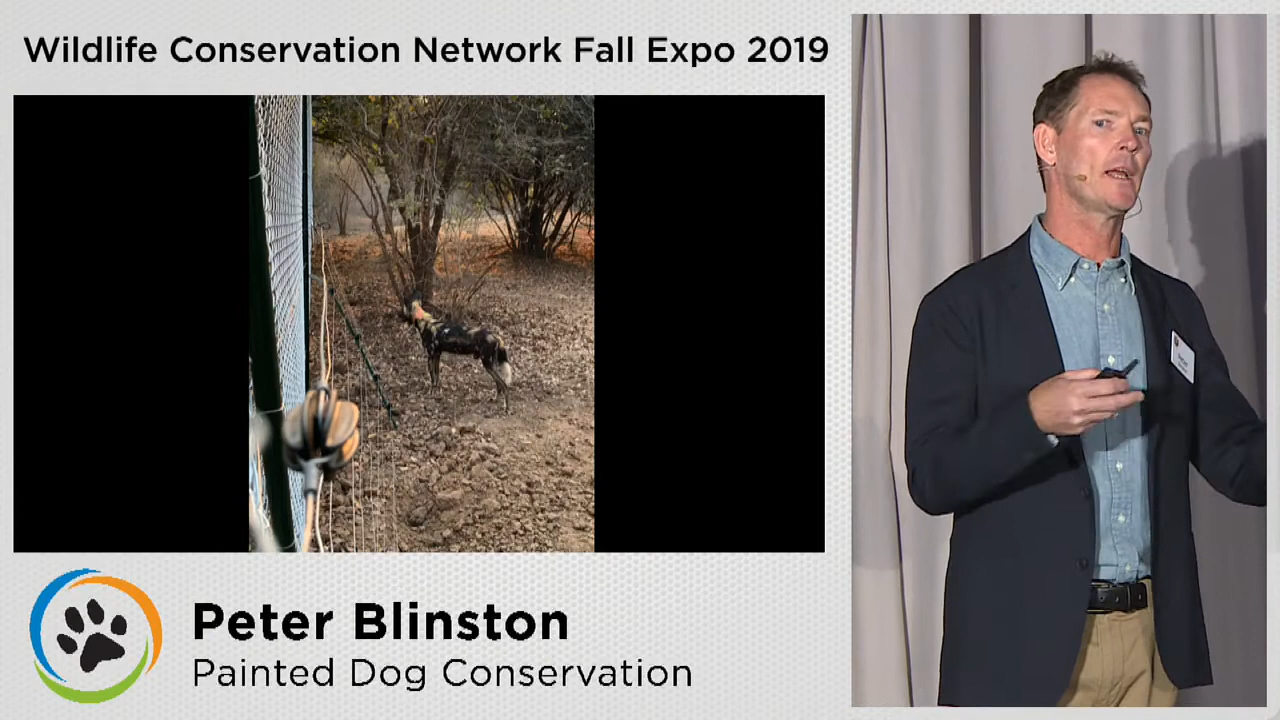 Wildlife Conservation Network Fall Expo 2019
Peter Blinston
Painted Dog Conservation